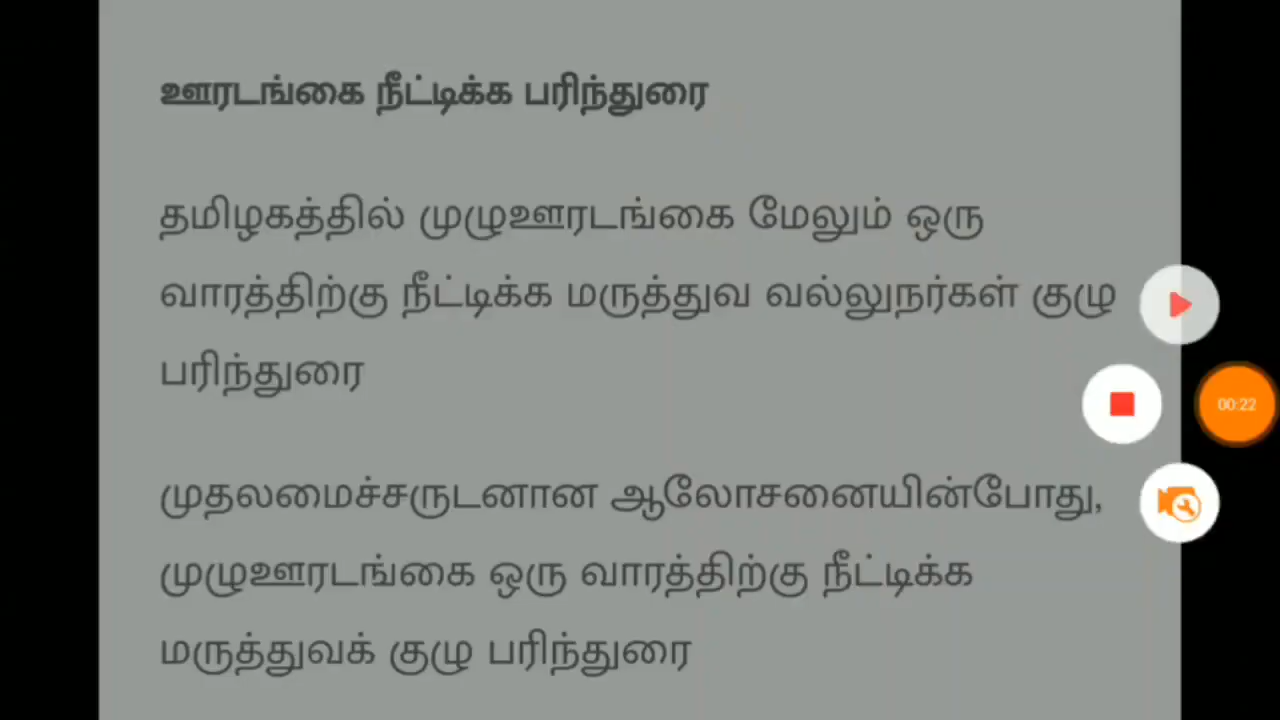 ஊரடங்கை நீட்டிக்க பரிந்துரை
தமிழகத்தில் முழுஊரடங்கை மேலும் ஒரு
வாரத்திற்கு நீட்டிக்க மருத்துவ வல்லுநர்கள் குழு
பரிந்துரை
முதலமைச்சருடனான ஆலோசனையின்போது,
முழுஊரடங்கை ஒரு வாரத்திற்கு நீட்டிக்க
மருத்துவக் குழு பரிந்துரை
00:22